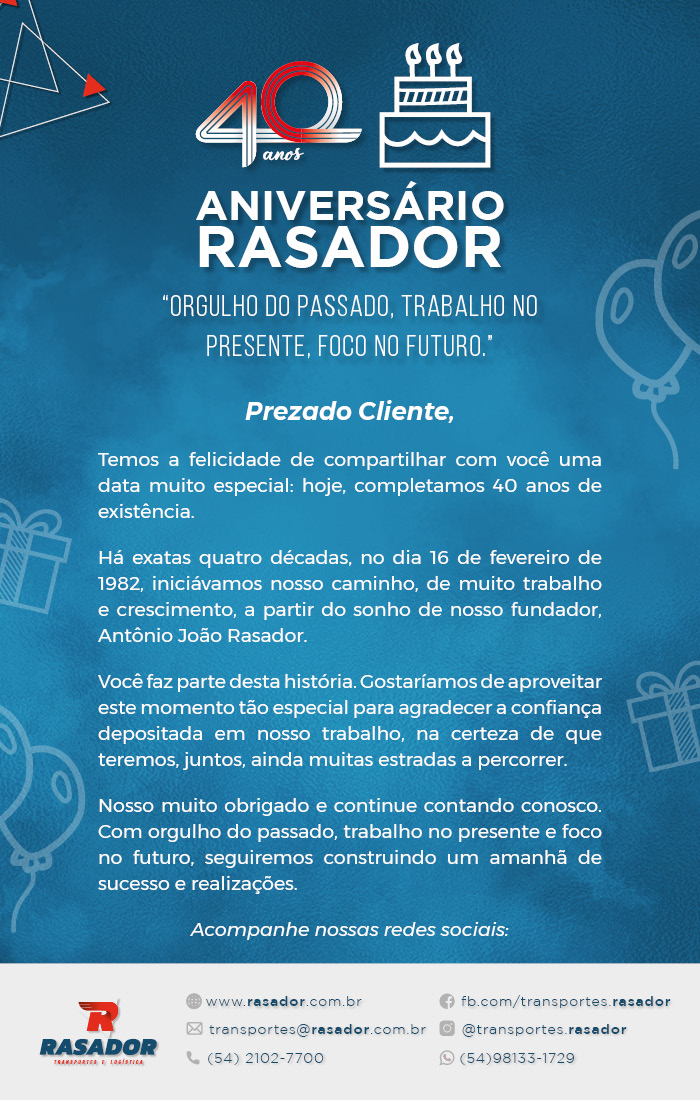 40
anos
ANIVERSÁRIO
RASADOR
“ORGULHO DO PASSADO, TRABALHO NO
PRESENTE, FOCO NO FUTURO.”
Prezado Cliente,
Temos a felicidade de compartilhar com você uma
data muito especial: hoje, completamos 40 anos de
existência.
Há exatas quatro décadas, no dia 16 de fevereiro de
1982, iniciávamos nosso caminho, de muito trabalho
e crescimento, a partir do sonho de nosso fundador,
Antônio João Rasador.
Você faz parte desta história. Gostaríamos de aproveitar
este momento tão especial para agradecer a confiança
depositada em nosso trabalho, na certeza de que
teremos, juntos, ainda muitas estradas a percorrer.
Nosso muito obrigado e continue contando conosco.
Com orgulho do passado, trabalho no presente e foco
no futuro, seguiremos construindo um amanhã de
sucesso e realizações.
Acompanhe nossas redes sociais:
R
RASADOR
TRANSPORTES E LOGÍSTICA
www.rasador.com.br
transportes@rasador.com.br
(54) 2102-7700
fb.com/transportes.rasador
@transportes.rasador
(54)98133-1729